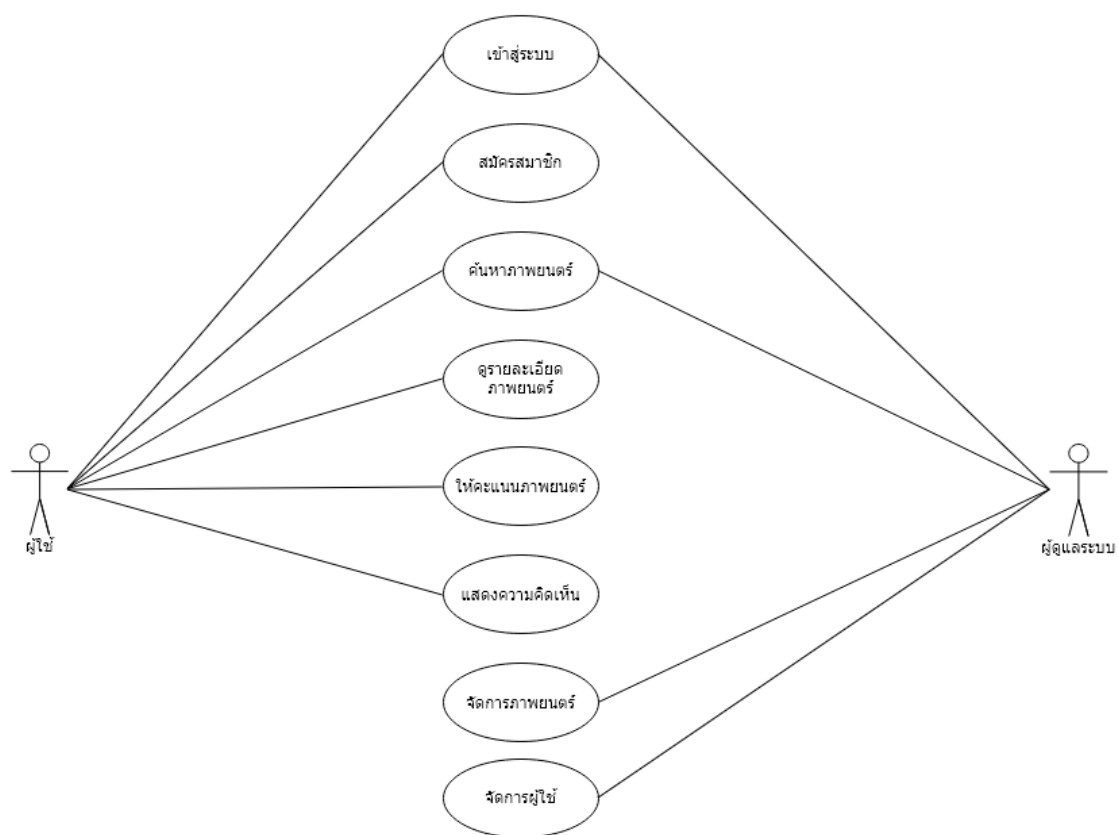 เข้าสู่ระบบ
สมัครสมาชิก
ค้นหาภาพยนตร์
ดูรายละเอียด
ภาพยนตร์
ให้คะแนนภาพยนตร์
ผู้ใช้
ผู้ดูแลระบบ
แสดงความคิดเห็น
จัดการภาพยนตร์
จัดการผู้ใช้